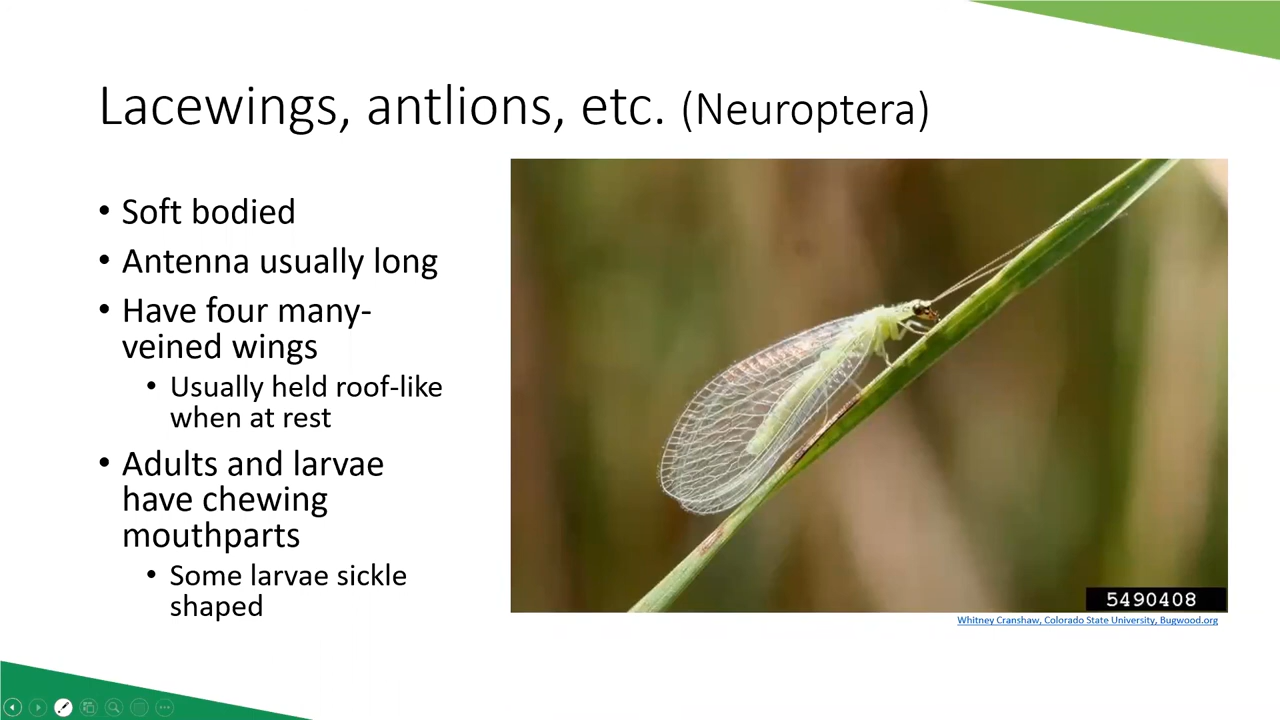 Lacewings, antlions, etc. (Neuroptera)
• Soft bodied
• Antenna usually long
• Have four many-
veined wings
• Usually held roof-like
when at rest
• Adults and larvae
have chewing
mouthparts
• Some larvae sickle
shaped
5490408
Whitney Cranshaw, Colorado State University, Bugwood.org